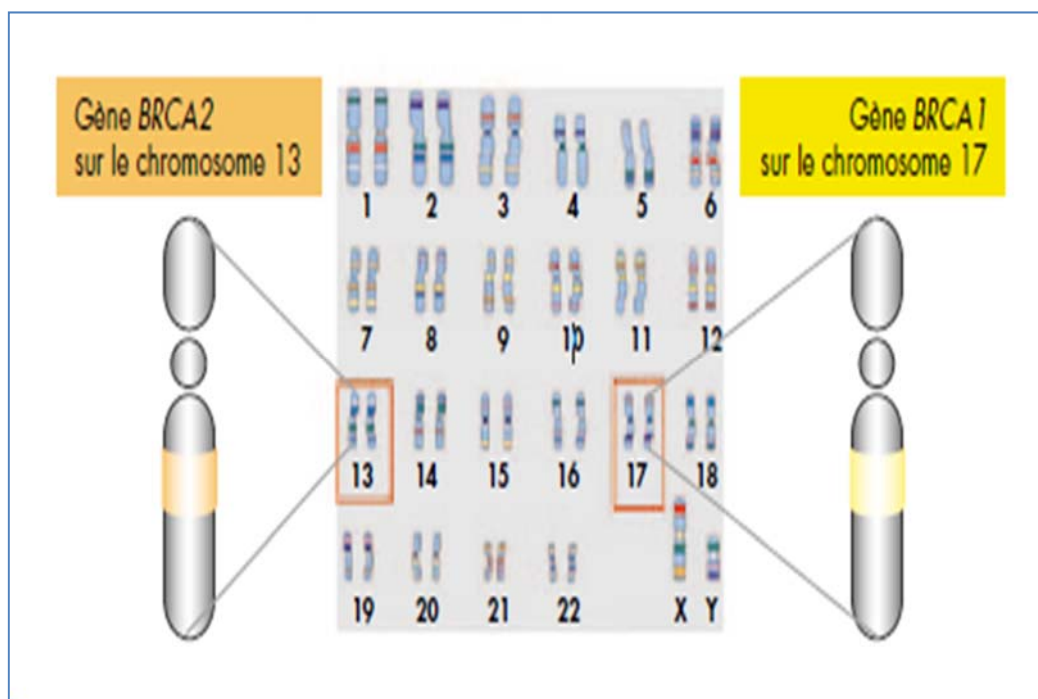 Gène BRCA2
sur le chromosome 13
Gène BRCA1
sur le chromosome 17
1 2 3 4 5 6
7 8 9 10 11 12
13 14 15 16 17 18
19 20 21 22 X Y